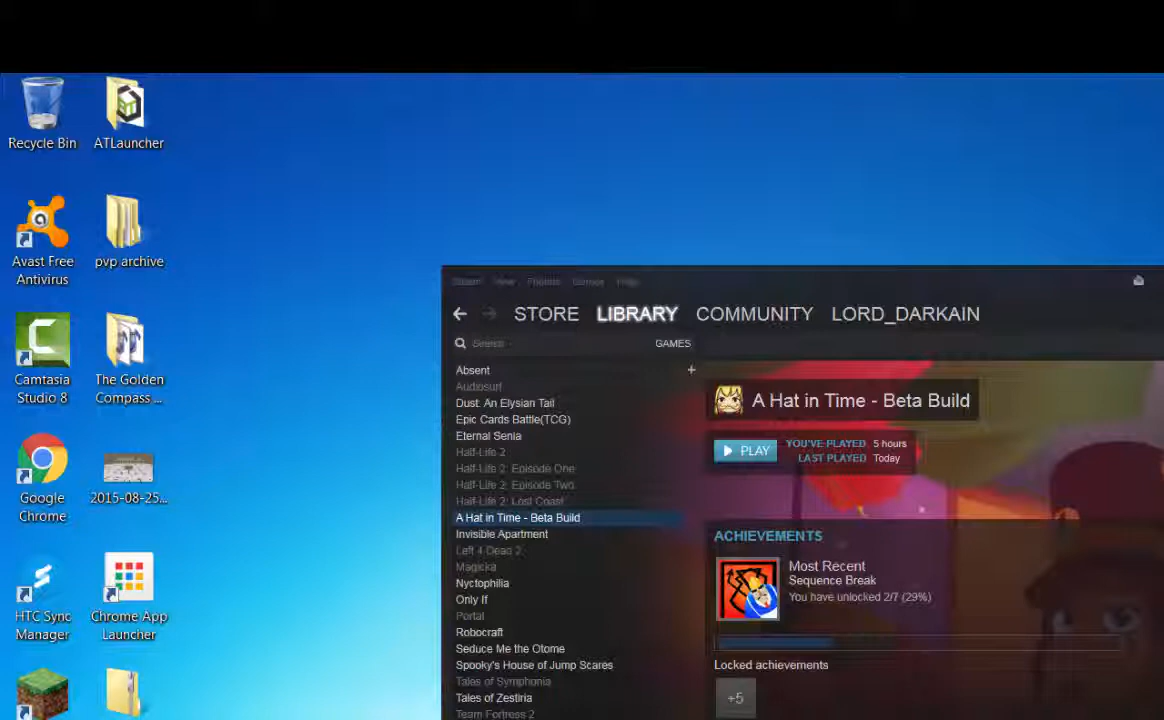 Recycle Bin
ATLauncher
Avast Free
Antivirus
pvp archive
Camtasia
Studio 8
The Golden
Compass ...
Google
Chrome
2015-08-25...
HTC Sync
Manager
Chrome App
Launcher
Steam View Friends Games Help
STORE LIBRARY COMMUNITY LORD_DARKAIN
Search
GAMES
Absent
+
Audiosurf
Dust: An Elysian Tail
Epic Cards Battle(TCG)
Eternal Senia
Half-Life 2
Half-Life 2: Episode One
Half-Life 2: Episode Two
Half-Life 2: Lost Coast
A Hat in Time - Beta Build
Invisible Apartment
Left 4 Dead 2
Magicka
Nyctophilia
Only If
Portal
Robocraft
Seduce Me the Otome
Spooky's House of Jump Scares
Tales of Symphonia
Tales of Zestiria
Team Fortress 2
A Hat in Time - Beta Build
PLAY
YOU'VE PLAYED 5 hours
LAST PLAYED Today
ACHIEVEMENTS
Most Recent
Sequence Break
You have unlocked 2/7 (29%)
Locked achievements
+5